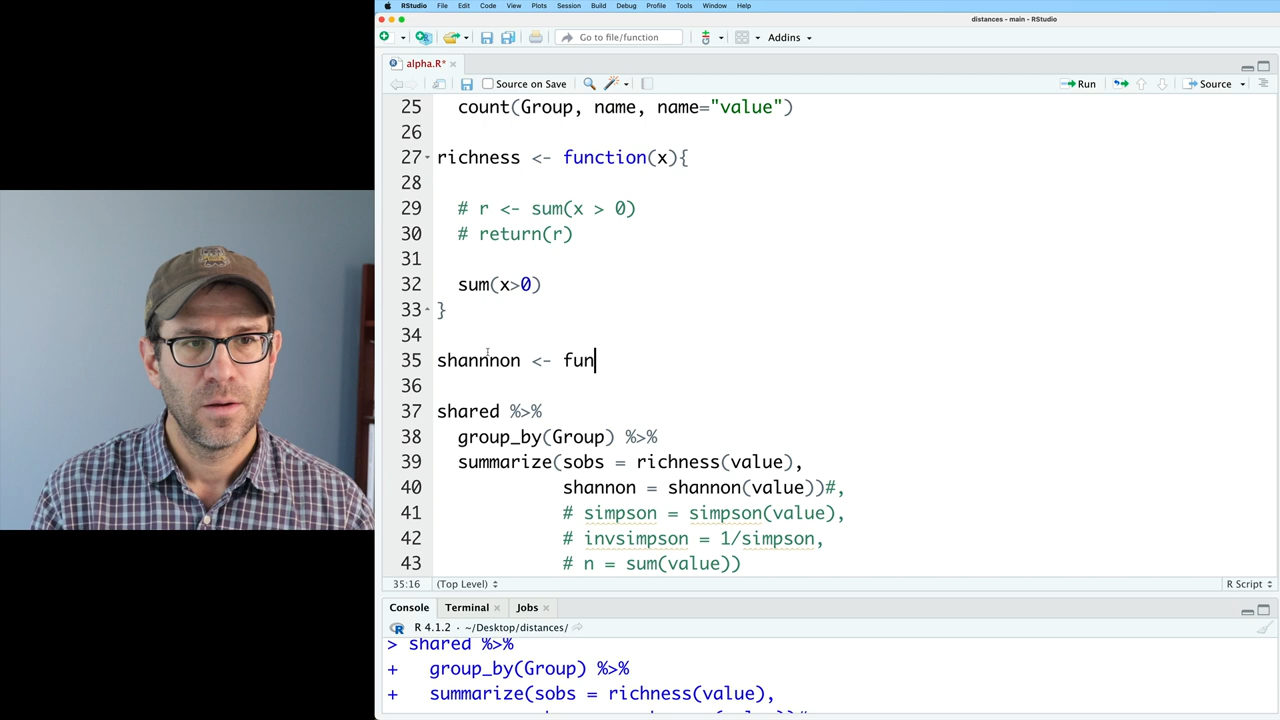 RStudio File Edit Code View Plots Session Build Debug Profile Tools Window Help
distances - main - RStudio
Go to file/function Addins
alpha.R*
Source on Save Run Source
25 count(Group, name, name="value")
26
27 richness <- function(x){
28
29 # r <- sum(x > 0)
30 # return(r)
31
32 sum(x>0)
33 }
34
35 shannnon <- fun
36
37 shared %>%
38 group_by(Group) %>%
39 summarize(sobs = richness(value),
40 shannon = shannon(value))#,
41 # simpson = simpson(value),
42 # invsimpson = 1/simpson,
43 # n = sum(value))
35:16 (Top Level) R Script
Console Terminal Jobs
R 4.1.2 · ~/Desktop/distances/
> shared %>%
+ group_by(Group) %>%
+ summarize(sobs = richness(value),